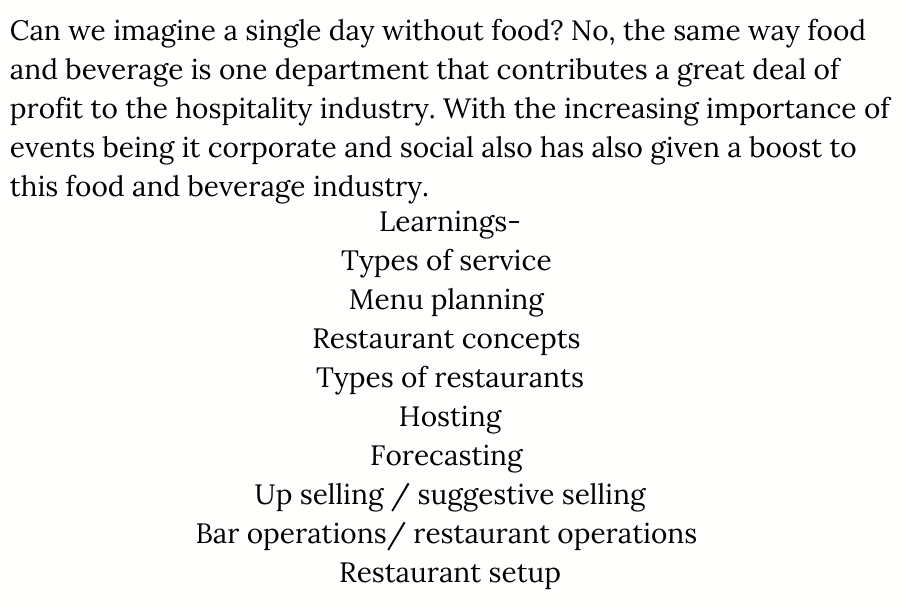 Can we imagine a single day without food? No, the same way food
and beverage is one department that contributes a great deal of
profit to the hospitality industry. With the increasing importance of
events being it corporate and social also has also given a boost to
this food and beverage industry.
Learnings-
Types of service
Menu planning
Restaurant concepts
Types of restaurants
Hosting
Forecasting
Up selling / suggestive selling
Bar operations/ restaurant operations
Restaurant setup